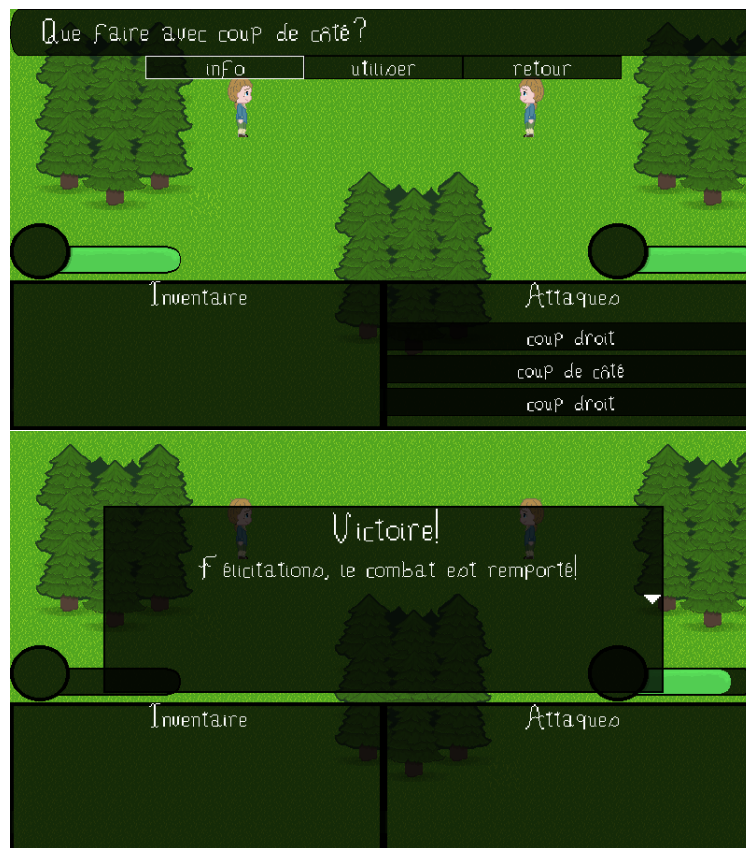 Que faire avec coup de côté?
info utiliser retour
Inventaire Attaques
coup droit
coup de côté
coup droit
Victoire!
Félicitations, le combat est remporté!
Inventaire Attaques